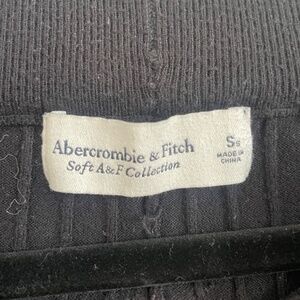 Abercrombie & Fitch
Soft A&F Collection
S s
MADE IN
CHINA